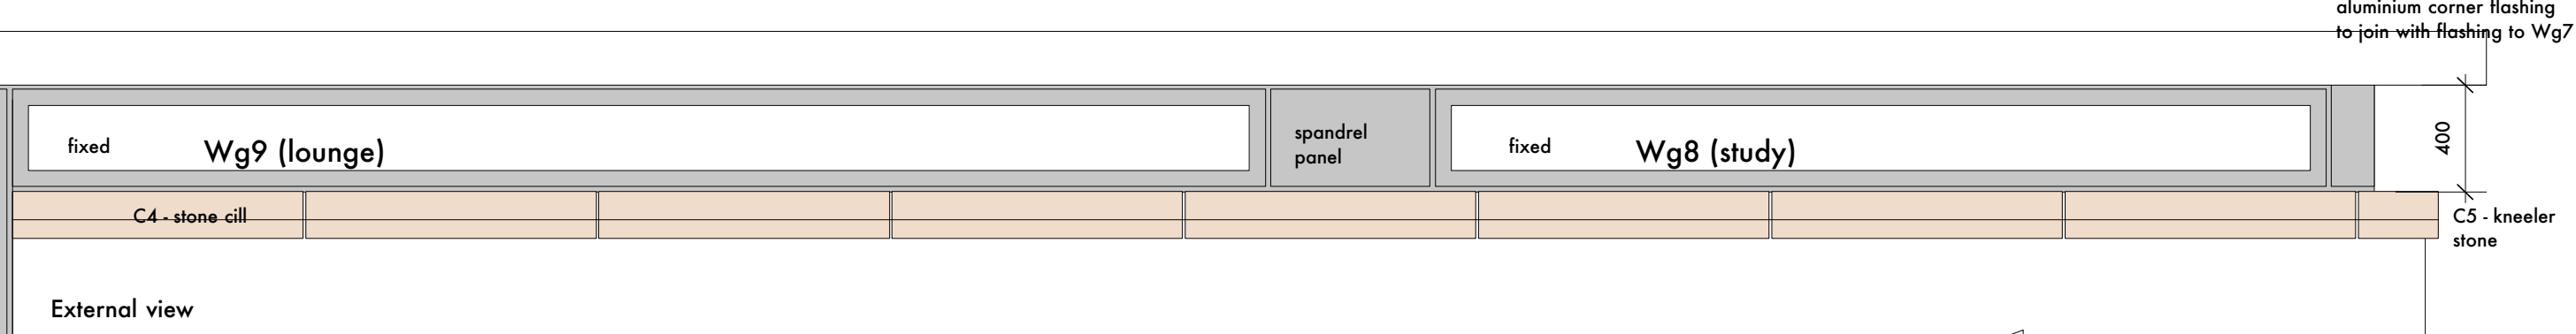 aluminium corner flashing
to join with flashing to Wg7
fixed
Wg9 (lounge)
spandrel
panel
fixed
Wg8 (study)
400
C4 - stone cill
C5 - kneeler
stone
External view